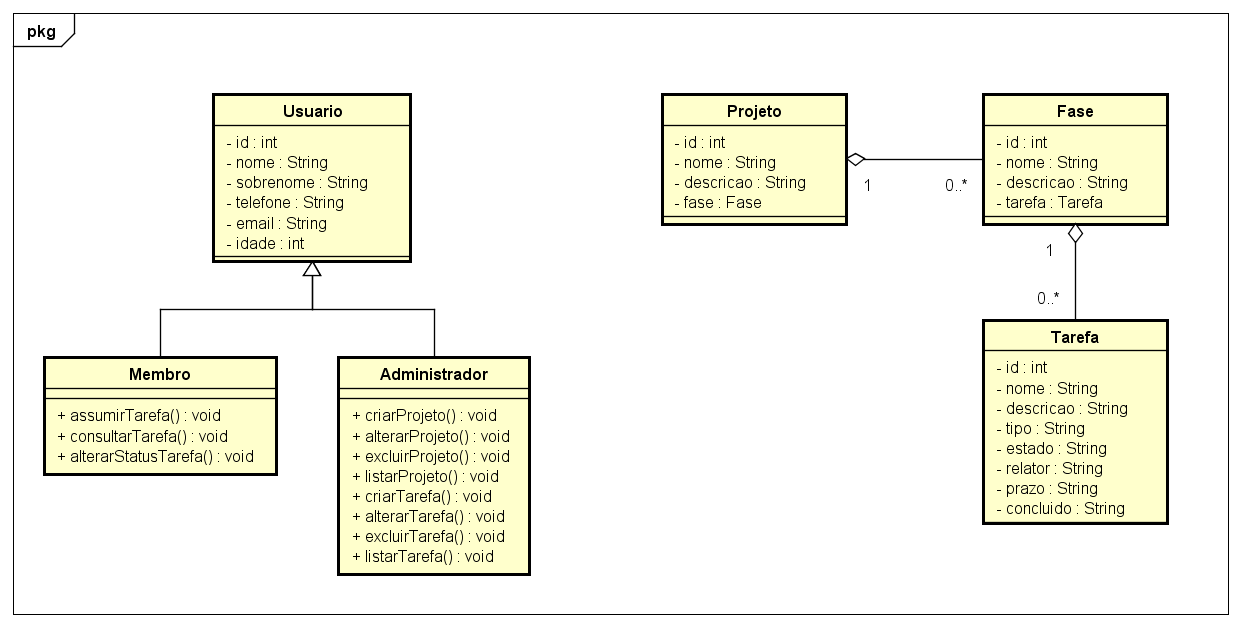 pkg
Usuario
- id : int
- nome : String
- sobrenome : String
- telefone : String
- email : String
- idade : int
Membro
+ assumirTarefa() : void
+ consultarTarefa() : void
+ alterarStatusTarefa() : void
Administrador
+ criarProjeto() : void
+ alterarProjeto() : void
+ excluirProjeto() : void
+ listarProjeto() : void
+ criarTarefa() : void
+ alterarTarefa() : void
+ excluirTarefa() : void
+ listarTarefa() : void
Projeto
- id : int
- nome : String
- descricao : String
- fase : Fase
1
0..*
Fase
- id : int
- nome : String
- descricao : String
- tarefa : Tarefa
1
0..*
Tarefa
- id : int
- nome : String
- descricao : String
- tipo : String
- estado : String
- relator : String
- prazo : String
- concluido : String